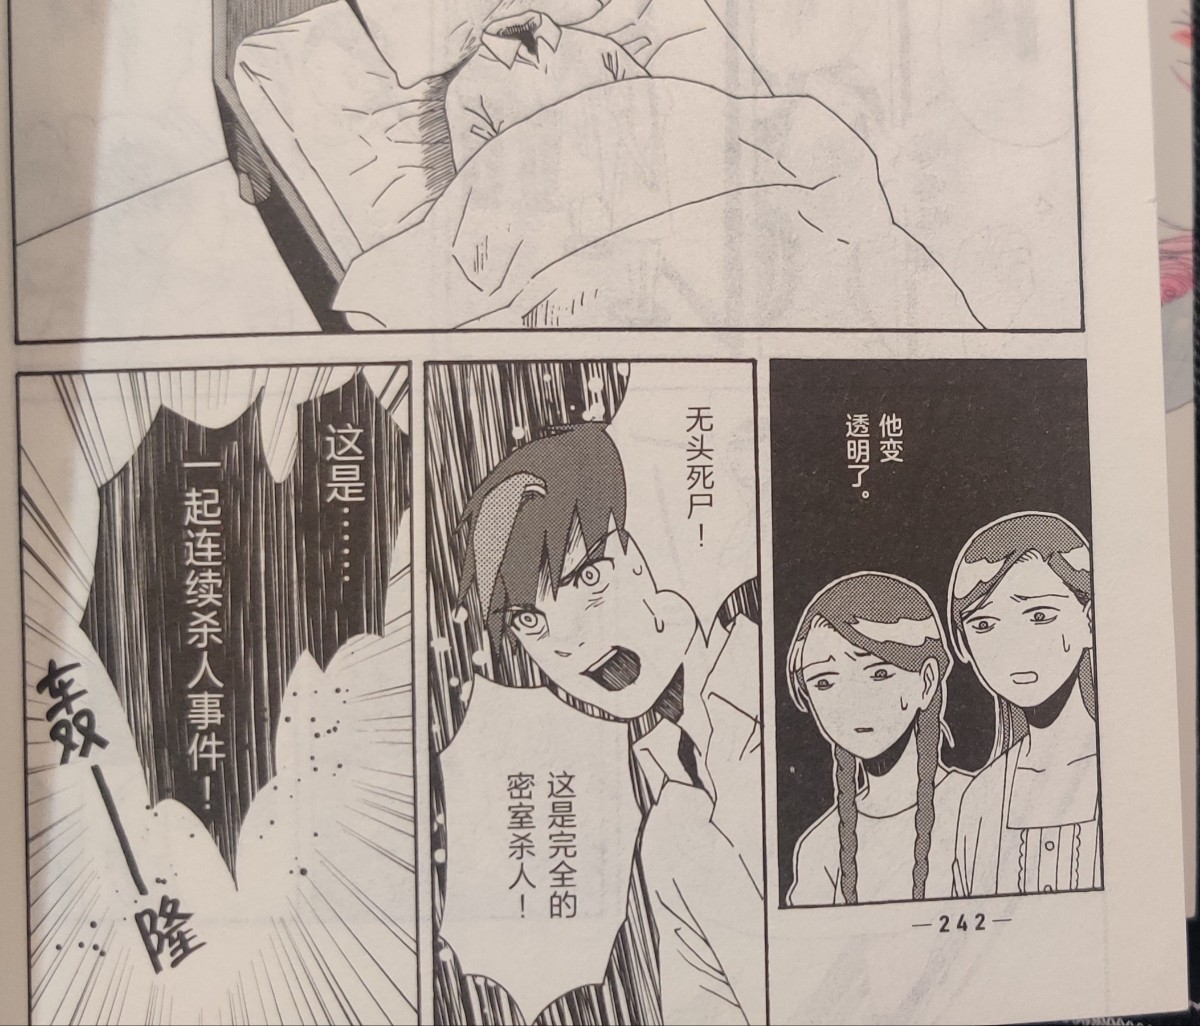 他变
透明了。
无头死尸！
这是完全的
密室杀人！
这是……
一起连续杀人事件！
轰——隆
—242—